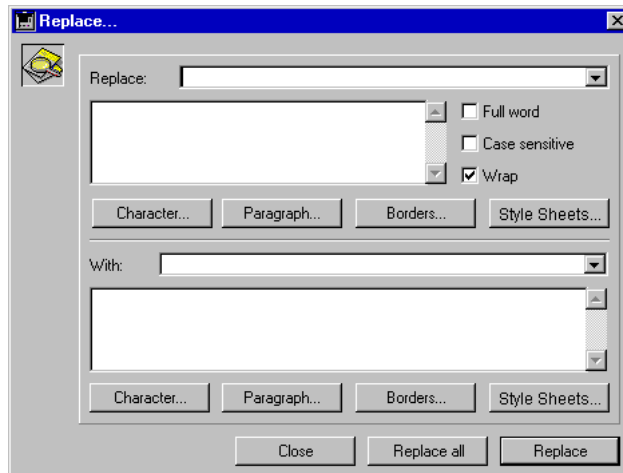 Replace...
Replace:
Full word
Case sensitive
Wrap
Character... Paragraph... Borders... Style Sheets...
With:
Character... Paragraph... Borders... Style Sheets...
Close Replace all Replace